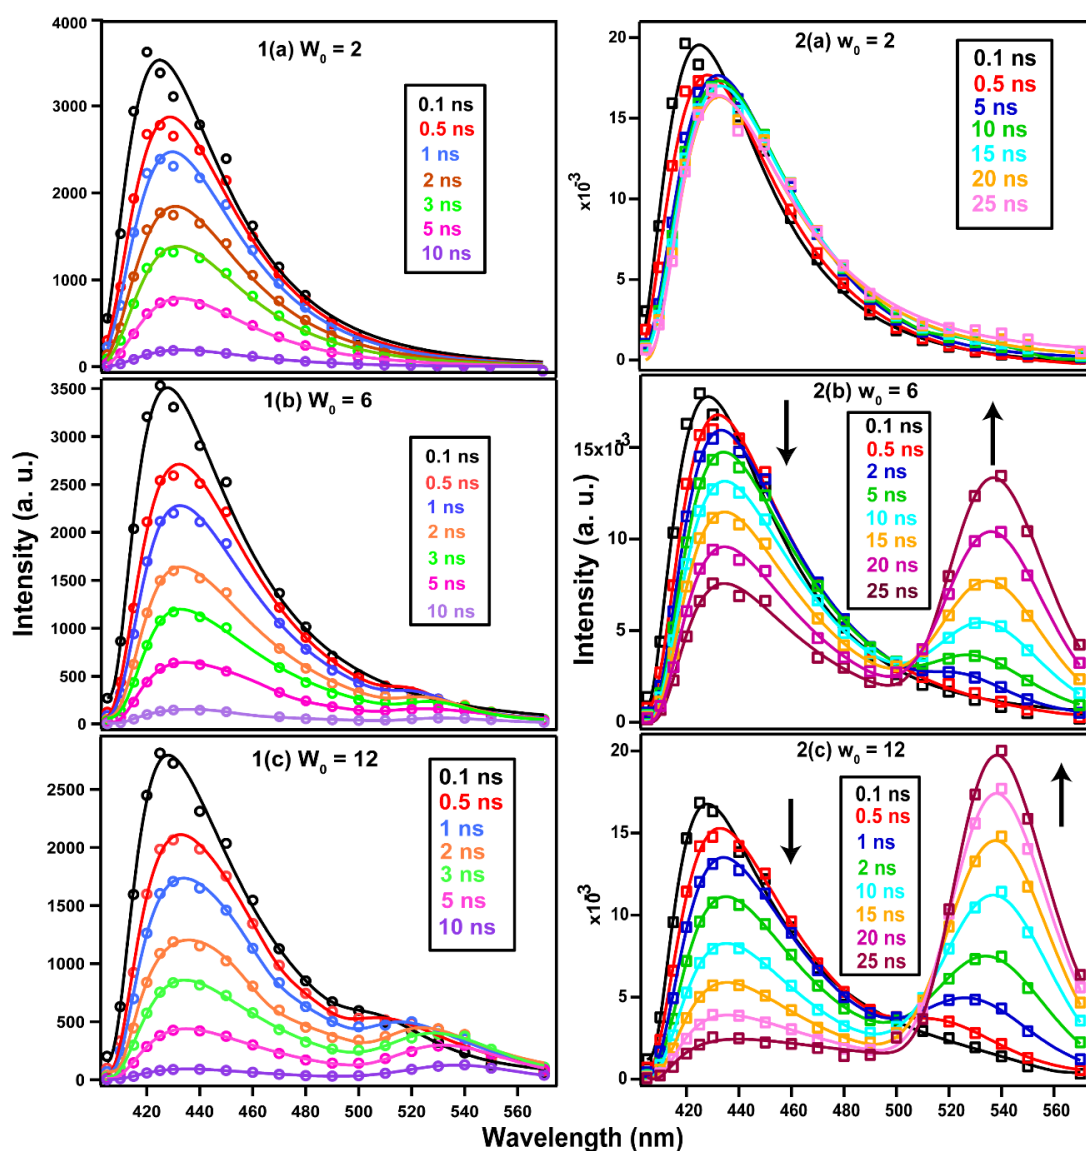 1(a) W₀ = 2
4000
3000
2000
1000
0
0.1 ns
0.5 ns
1 ns
2 ns
3 ns
5 ns
10 ns
2(a) w₀ = 2
20
15
10
5
0
x10⁻³
0.1 ns
0.5 ns
5 ns
10 ns
15 ns
20 ns
25 ns
1(b) W₀ = 6
3500
3000
2500
2000
1500
1000
500
0
0.1 ns
0.5 ns
1 ns
2 ns
3 ns
5 ns
10 ns
Intensity (a. u.)
2(b) w₀ = 6
15x10⁻³
10
5
0
0.1 ns
0.5 ns
2 ns
5 ns
10 ns
15 ns
20 ns
25 ns
Intensity (a. u.)
1(c) W₀ = 12
2500
2000
1500
1000
500
0
0.1 ns
0.5 ns
1 ns
2 ns
3 ns
5 ns
10 ns
420 440 460 480 500 520 540 560
2(c) w₀ = 12
20
15
10
5
0
x10⁻³
0.1 ns
0.5 ns
1 ns
2 ns
10 ns
15 ns
20 ns
25 ns
420 440 460 480 500 520 540 560
Wavelength (nm)